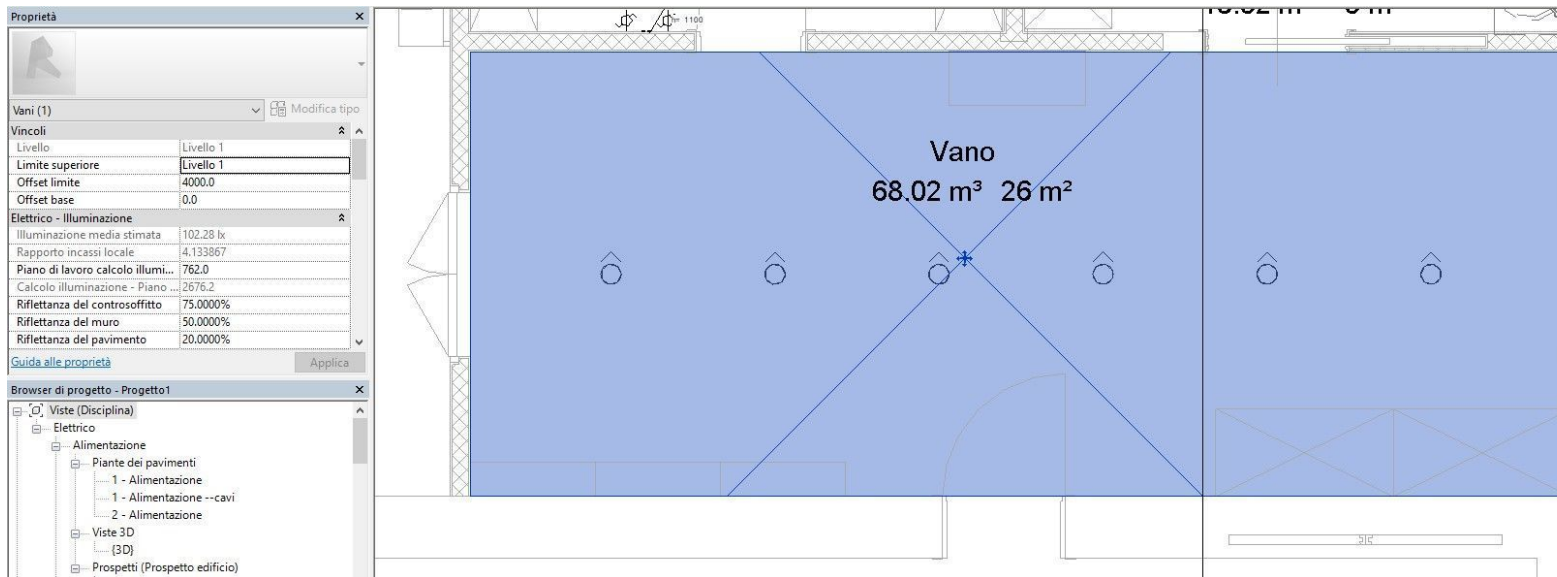 Proprietà
Vani (1)
Modifica tipo
Vincoli
Livello Livello 1
Limite superiore Livello 1
Offset limite 4000.0
Offset base 0.0
Elettrico - Illuminazione
Illuminazione media stimata 102.28 lx
Rapporto incassi locale 4.133867
Piano di lavoro calcolo illumi... 762.0
Calcolo illuminazione - Piano ... 2676.2
Riflettanza del controsoffitto 75.0000%
Riflettanza del muro 50.0000%
Riflettanza del pavimento 20.0000%
Guida alle proprietà
Applica
Browser di progetto - Progetto1
Viste (Disciplina)
Elettrico
Alimentazione
Piante dei pavimenti
1 - Alimentazione
1 - Alimentazione --cavi
2 - Alimentazione
Viste 3D
{3D}
Prospetti (Prospetto edificio)
1100
Vano
68.02 m³ 26 m²